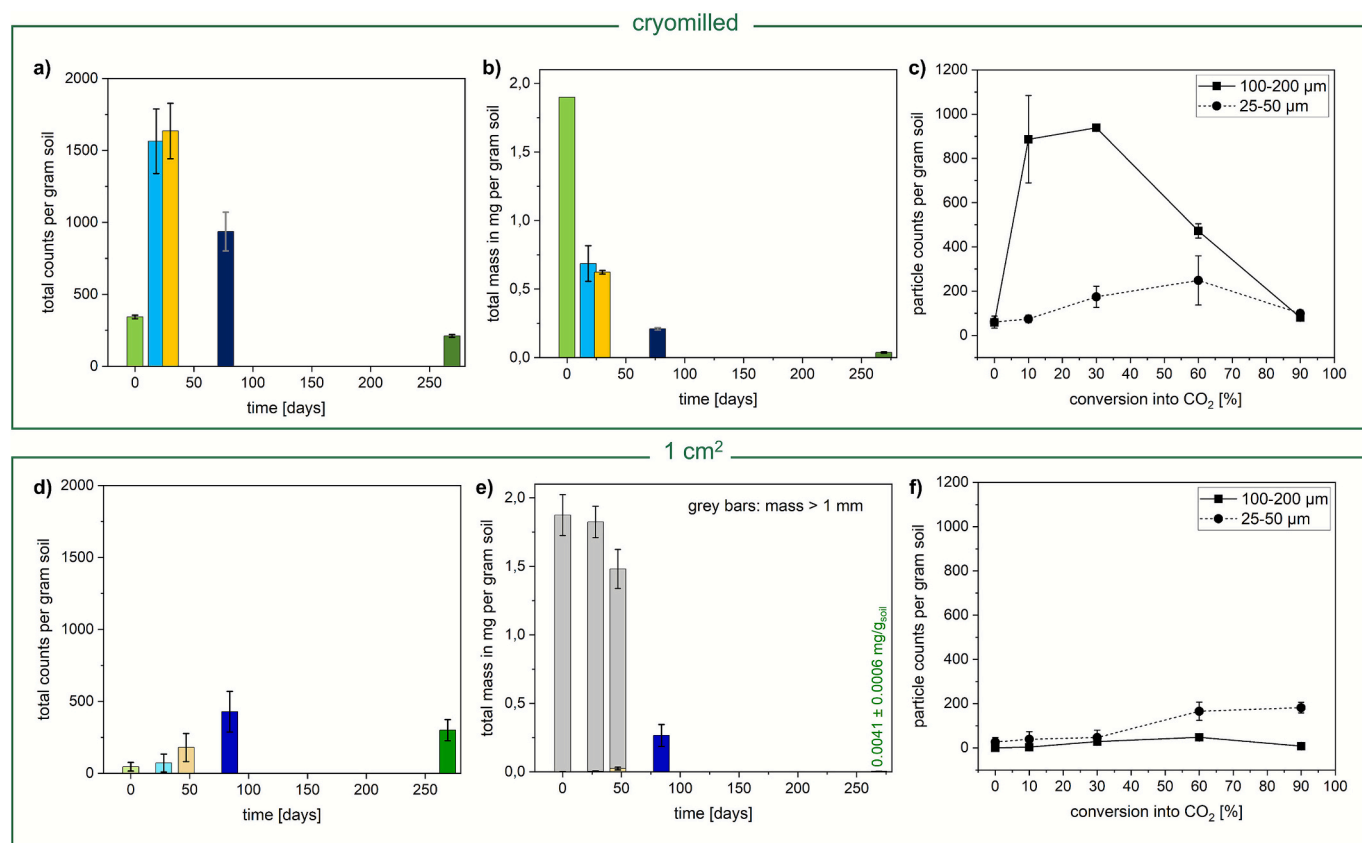 cryomilled
a)
2000
1500
1000
500
0
total counts per gram soil
0 50 100 150 200 250
time [days]
b)
2,0
1,5
1,0
0,5
0,0
total mass in mg per gram soil
0 50 100 150 200 250
time [days]
c)
1200
1000
800
600
400
200
0
particle counts per gram soil
100-200 µm
25-50 µm
0 10 20 30 40 50 60 70 80 90 100
conversion into CO₂ [%]
1 cm²
d)
2000
1500
1000
500
0
total counts per gram soil
0 50 100 150 200 250
time [days]
e)
2,0
1,5
1,0
0,5
0,0
total mass in mg per gram soil
grey bars: mass > 1 mm
0.0041 ± 0.0006 mg/gsoil
0 50 100 150 200 250
time [days]
f)
1200
1000
800
600
400
200
0
particle counts per gram soil
100-200 µm
25-50 µm
0 10 20 30 40 50 60 70 80 90 100
conversion into CO₂ [%]